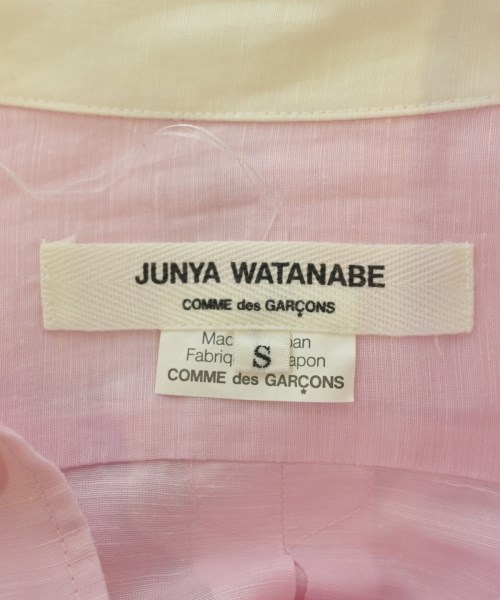 JUNYA WATANABE
COMME des GARÇONS
S
COMME des GARÇONS